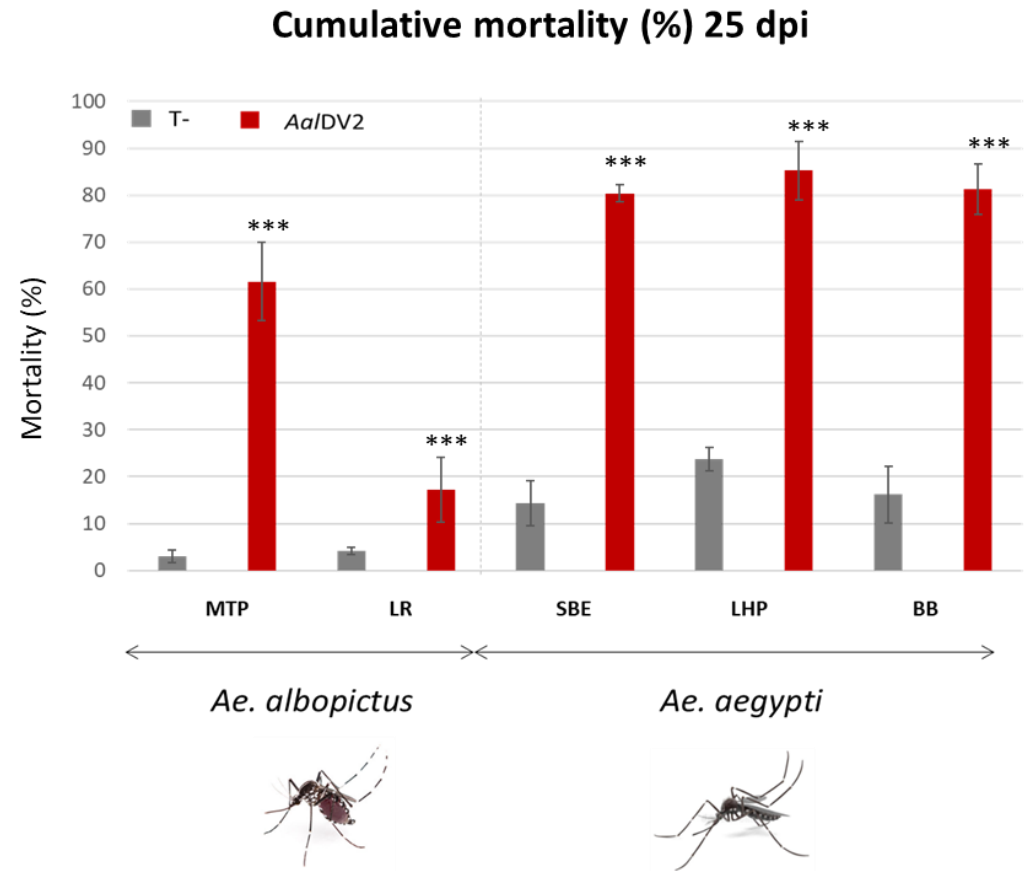 Cumulative mortality (%) 25 dpi
T-
AalDV2
Mortality (%)
100
90
80
70
60
50
40
30
20
10
0
***
***
***
***
***
MTP
LR
SBE
LHP
BB
Ae. albopictus
Ae. aegypti